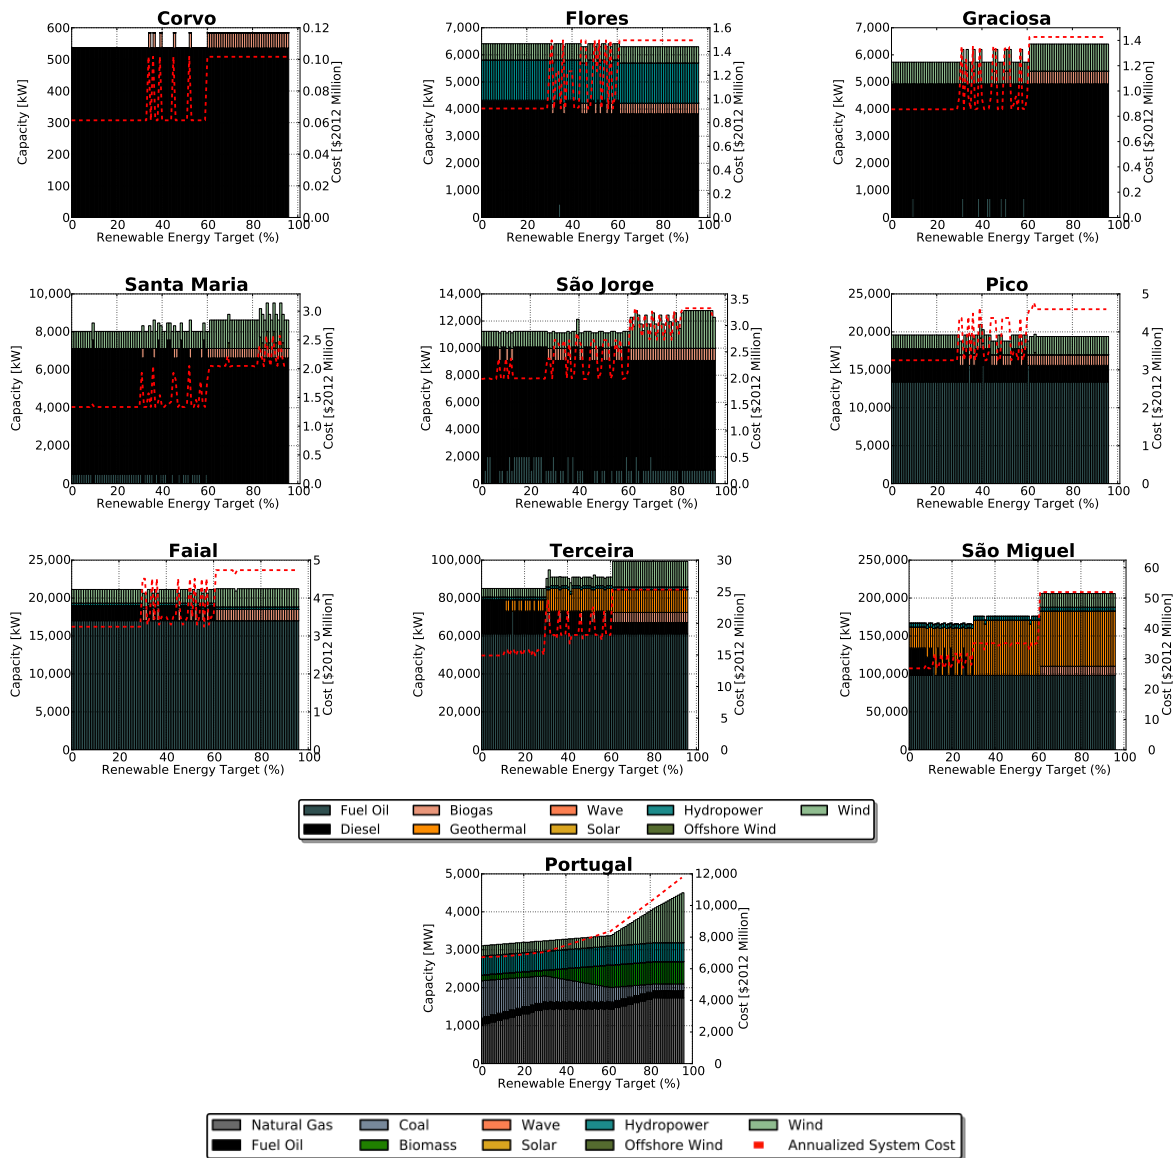 Corvo
600
500
400
300
200
100
0
Capacity [kW]
0.12
0.10
0.08
0.06
0.04
0.02
0.00
Cost [$2012 Million]
0 20 40 60 80 100
Renewable Energy Target (%)
Flores
7,000
6,000
5,000
4,000
3,000
2,000
1,000
0
Capacity [kW]
1.6
1.4
1.2
1.0
0.8
0.6
0.4
0.2
0.0
Cost [$2012 Million]
0 20 40 60 80 100
Renewable Energy Target (%)
Graciosa
7,000
6,000
5,000
4,000
3,000
2,000
1,000
0
Capacity [kW]
1.4
1.2
1.0
0.8
0.6
0.4
0.2
0.0
Cost [$2012 Million]
0 20 40 60 80 100
Renewable Energy Target (%)
Santa Maria
10,000
8,000
6,000
4,000
2,000
0
Capacity [kW]
3.0
2.5
2.0
1.5
1.0
0.5
0.0
Cost [$2012 Million]
0 20 40 60 80 100
Renewable Energy Target (%)
São Jorge
14,000
12,000
10,000
8,000
6,000
4,000
2,000
0
Capacity [kW]
3.5
3.0
2.5
2.0
1.5
1.0
0.5
0.0
Cost [$2012 Million]
0 20 40 60 80 100
Renewable Energy Target (%)
Pico
25,000
20,000
15,000
10,000
5,000
0
Capacity [kW]
5
4
3
2
1
0
Cost [$2012 Million]
0 20 40 60 80 100
Renewable Energy Target (%)
Faial
25,000
20,000
15,000
10,000
5,000
0
Capacity [kW]
5
4
3
2
1
0
Cost [$2012 Million]
0 20 40 60 80 100
Renewable Energy Target (%)
Terceira
100,000
80,000
60,000
40,000
20,000
0
Capacity [kW]
30
25
20
15
10
5
0
Cost [$2012 Million]
0 20 40 60 80 100
Renewable Energy Target (%)
São Miguel
250,000
200,000
150,000
100,000
50,000
0
Capacity [kW]
60
50
40
30
20
10
0
Cost [$2012 Million]
0 20 40 60 80 100
Renewable Energy Target (%)
Fuel Oil Biogas Wave Hydropower Wind
Diesel Geothermal Solar Offshore Wind
Portugal
5,000
4,000
3,000
2,000
1,000
0
Capacity [MW]
12,000
10,000
8,000
6,000
4,000
2,000
0
Cost [$2012 Million]
0 20 40 60 80 100
Renewable Energy Target (%)
Natural Gas Coal Wave Hydropower Wind
Fuel Oil Biomass Solar Offshore Wind Annualized System Cost